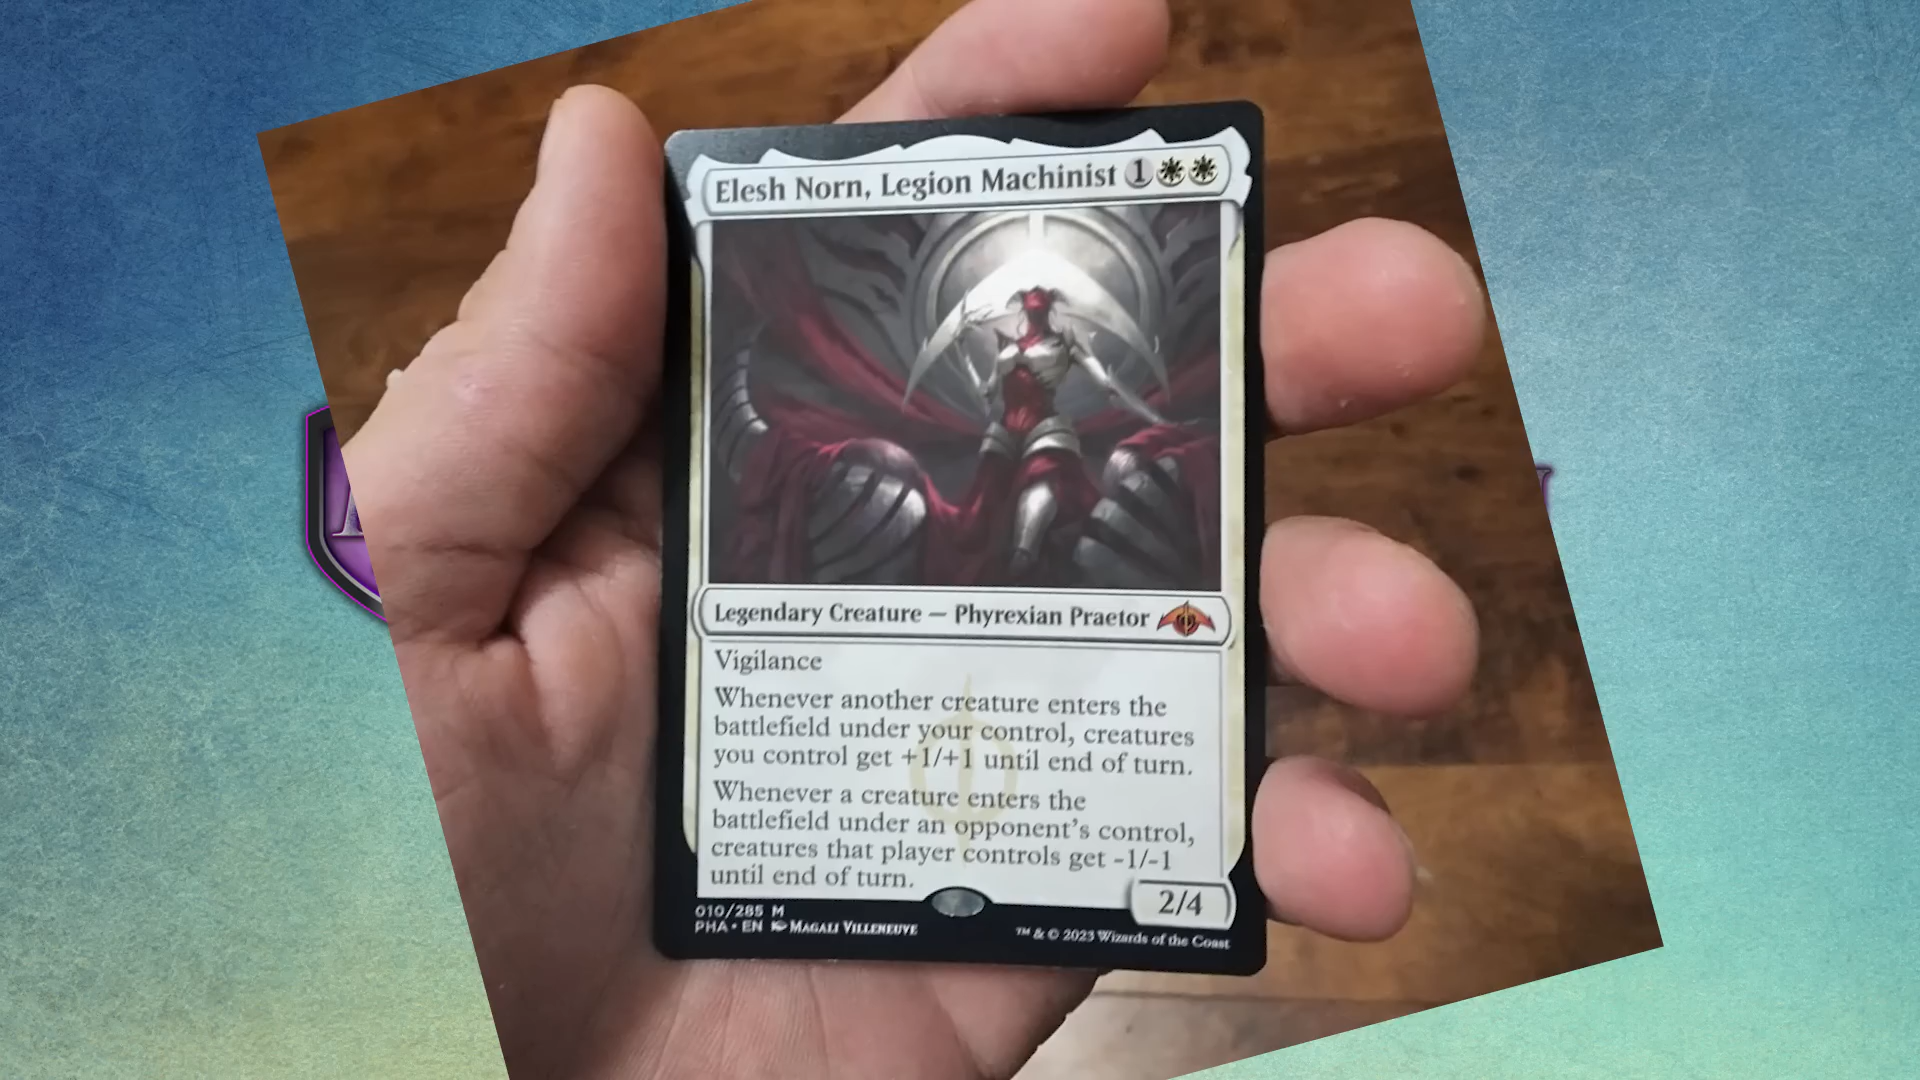 Elesh Norn, Legion Machinist 1
Legendary Creature — Phyrexian Praetor
Vigilance
Whenever another creature enters the
battlefield under your control, creatures
you control get +1/+1 until end of turn.
Whenever a creature enters the
battlefield under an opponent's control,
creatures that player controls get -1/-1
until end of turn.
2/4
010/285 M
PHA • EN MAGALI VILLENEUVE
™ & © 2023 Wizards of the Coast